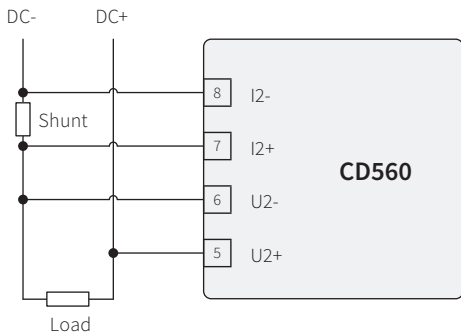 DC- DC+
8 I2-
Shunt
7 I2+
CD560
6 U2-
5 U2+
Load